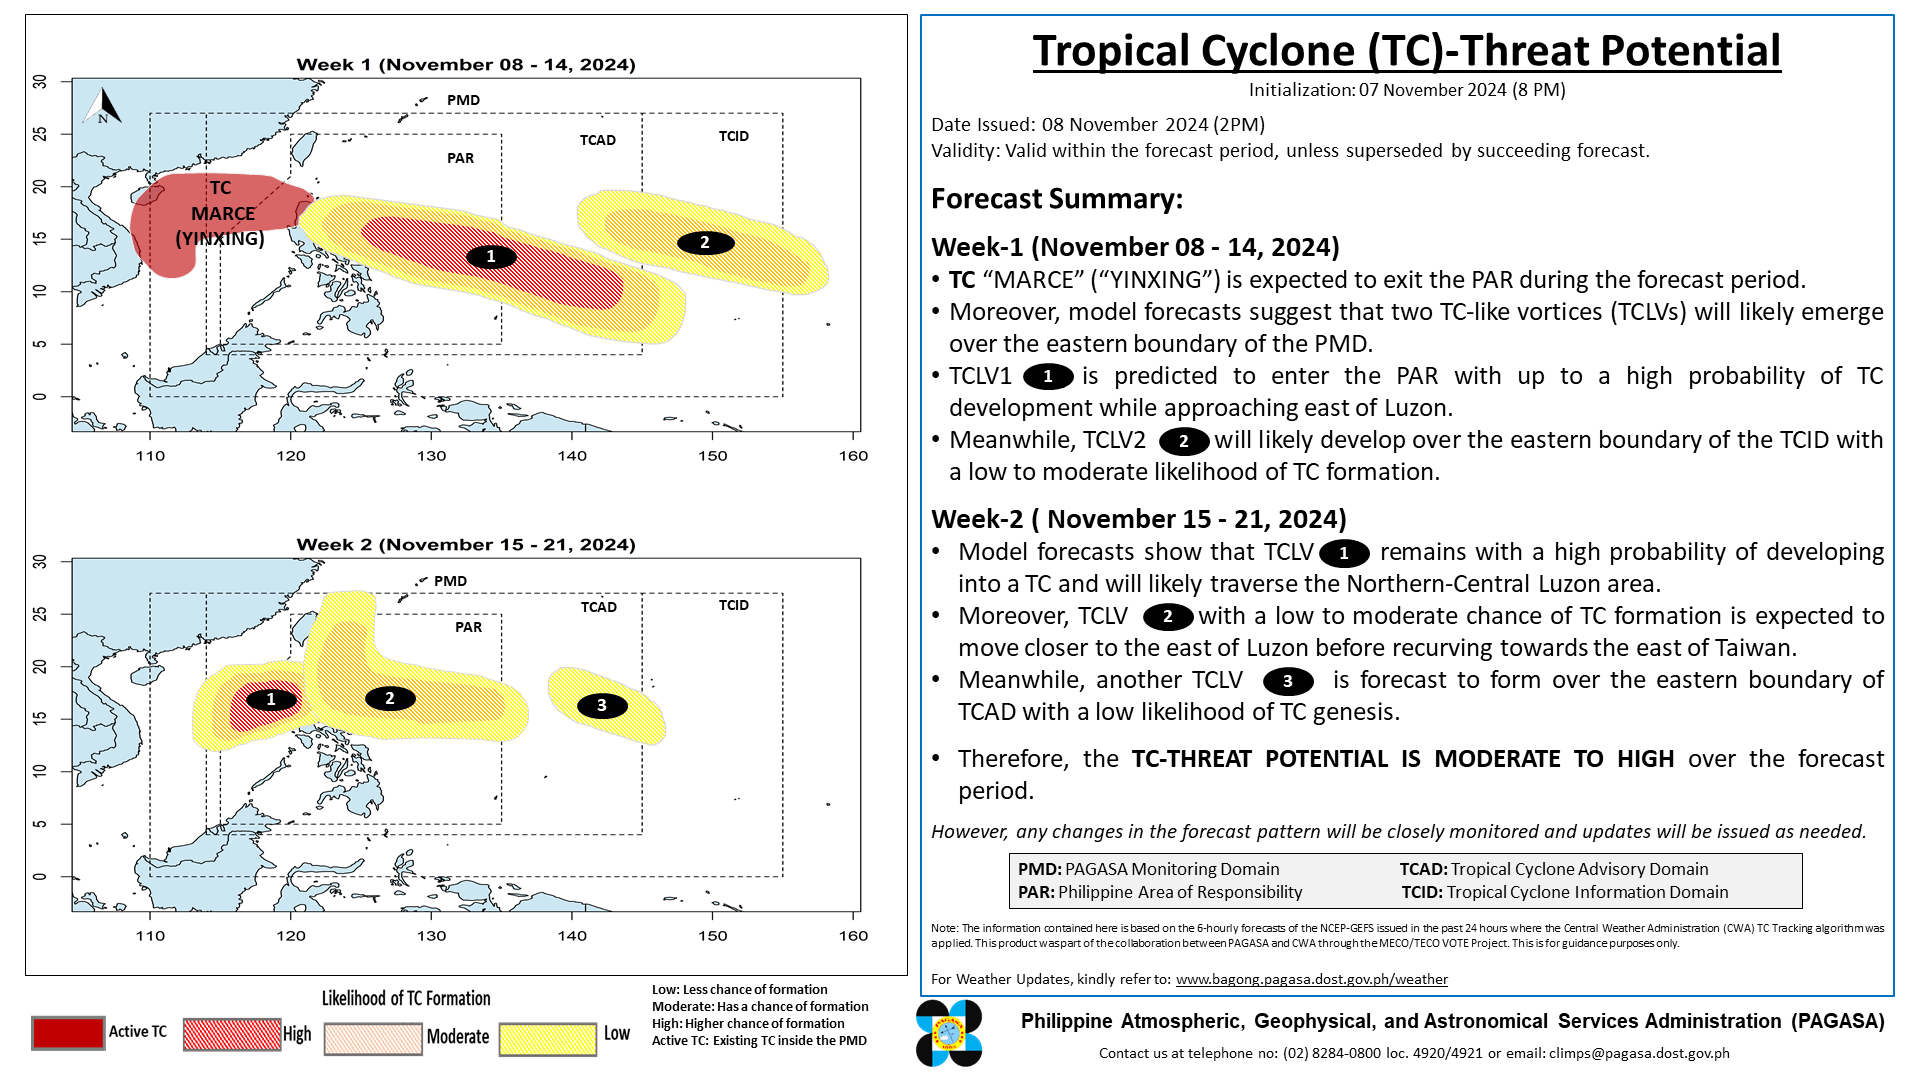 Week 1 (November 08 - 14, 2024)
30
25
20
15
10
5
0
N
PMD
TCAD
TCID
PAR
TC
MARCE
(YINXING)
1
2
110
120
130
140
150
160
Week 2 (November 15 - 21, 2024)
30
25
20
15
10
5
0
PMD
TCAD
TCID
PAR
1
2
3
110
120
130
140
150
160
Likelihood of TC Formation
Active TC
High
Moderate
Low
Low: Less chance of formation
Moderate: Has a chance of formation
High: Higher chance of formation
Active TC: Existing TC inside the PMD
Tropical Cyclone (TC)-Threat Potential
Initialization: 07 November 2024 (8 PM)
Date Issued: 08 November 2024 (2PM)
Validity: Valid within the forecast period, unless superseded by succeeding forecast.
Forecast Summary:
Week-1 (November 08 - 14, 2024)
• TC “MARCE” (“YINXING”) is expected to exit the PAR during the forecast period.
• Moreover, model forecasts suggest that two TC-like vortices (TCLVs) will likely emerge
over the eastern boundary of the PMD.
• TCLV1 1 is predicted to enter the PAR with up to a high probability of TC
development while approaching east of Luzon.
• Meanwhile, TCLV2 2 will likely develop over the eastern boundary of the TCID with
a low to moderate likelihood of TC formation.
Week-2 ( November 15 - 21, 2024)
• Model forecasts show that TCLV 1 remains with a high probability of developing
into a TC and will likely traverse the Northern-Central Luzon area.
• Moreover, TCLV 2 with a low to moderate chance of TC formation is expected to
move closer to the east of Luzon before recurving towards the east of Taiwan.
• Meanwhile, another TCLV 3 is forecast to form over the eastern boundary of
TCAD with a low likelihood of TC genesis.
• Therefore, the TC-THREAT POTENTIAL IS MODERATE TO HIGH over the forecast
period.
However, any changes in the forecast pattern will be closely monitored and updates will be issued as needed.
PMD: PAGASA Monitoring Domain TCAD: Tropical Cyclone Advisory Domain
PAR: Philippine Area of Responsibility TCID: Tropical Cyclone Information Domain
Note: The information contained here is based on the 6-hourly forecasts of the NCEP-GEFS issued in the past 24 hours where the Central Weather Administration (CWA) TC Tracking algorithm was
applied. This product was part of the collaboration between PAGASA and CWA through the MECO/TECO VOTE Project. This is for guidance purposes only.
For Weather Updates, kindly refer to: www.bagong.pagasa.dost.gov.ph/weather
Philippine Atmospheric, Geophysical, and Astronomical Services Administration (PAGASA)
Contact us at telephone no: (02) 8284-0800 loc. 4920/4921 or email: climps@pagasa.dost.gov.ph